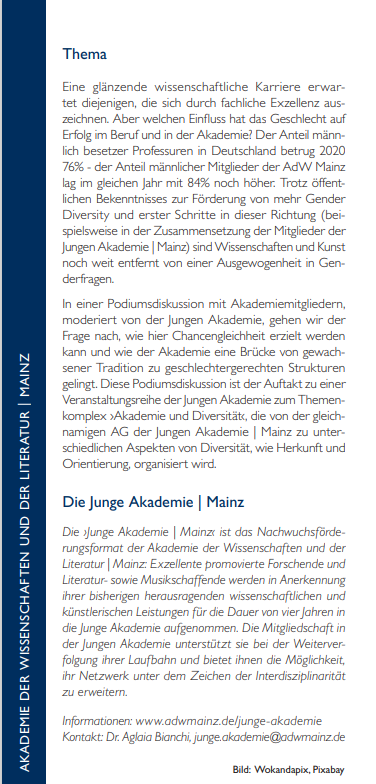 Thema
Eine glänzende wissenschaftliche Karriere erwar-
tet diejenigen, die sich durch fachliche Exzellenz aus-
zeichnen. Aber welchen Einfluss hat das Geschlecht auf
Erfolg im Beruf und in der Akademie? Der Anteil männ-
lich besetzer Professuren in Deutschland betrug 2020
76% - der Anteil männlicher Mitglieder der AdW Mainz
lag im gleichen Jahr mit 84% noch höher. Trotz öffent-
lichen Bekenntnisses zur Förderung von mehr Gender
Diversity und erster Schritte in dieser Richtung (bei-
spielsweise in der Zusammensetzung der Mitglieder der
Jungen Akademie | Mainz) sind Wissenschaften und Kunst
noch weit entfernt von einer Ausgewogenheit in Gen-
derfragen.
In einer Podiumsdiskussion mit Akademiemitgliedern,
moderiert von der Jungen Akademie, gehen wir der
Frage nach, wie hier Chancengleichheit erzielt werden
kann und wie der Akademie eine Brücke von gewach-
sener Tradition zu geschlechtergerechten Strukturen
gelingt. Diese Podiumsdiskussion ist der Auftakt zu einer
Veranstaltungsreihe der Jungen Akademie zum Themen-
komplex ›Akademie und Diversität‚ die von der gleich-
namigen AG der Jungen Akademie | Mainz zu unter-
schiedlichen Aspekten von Diversität, wie Herkunft und
Orientierung, organisiert wird.
Die Junge Akademie | Mainz
Die ›Junge Akademie | Mainz‹ ist das Nachwuchsförde-
rungsformat der Akademie der Wissenschaften und der
Literatur | Mainz: Exzellente promovierte Forschende und
Literatur- sowie Musikschaffende werden in Anerkennung
ihrer bisherigen herausragenden wissenschaftlichen und
künstlerischen Leistungen für die Dauer von vier Jahren in
die Junge Akademie aufgenommen. Die Mitgliedschaft in
der Jungen Akademie unterstützt sie bei der Weiterver-
folgung ihrer Laufbahn und bietet ihnen die Möglichkeit,
ihr Netzwerk unter dem Zeichen der Interdisziplinarität
zu erweitern.
Informationen: www.adwmainz.de/junge-akademie
Kontakt: Dr. Aglaia Bianchi, junge.akademie@adwmainz.de
Bild: Wokandapix, Pixabay
AKADEMIE DER WISSENSCHAFTEN UND DER LITERATUR | MAINZ